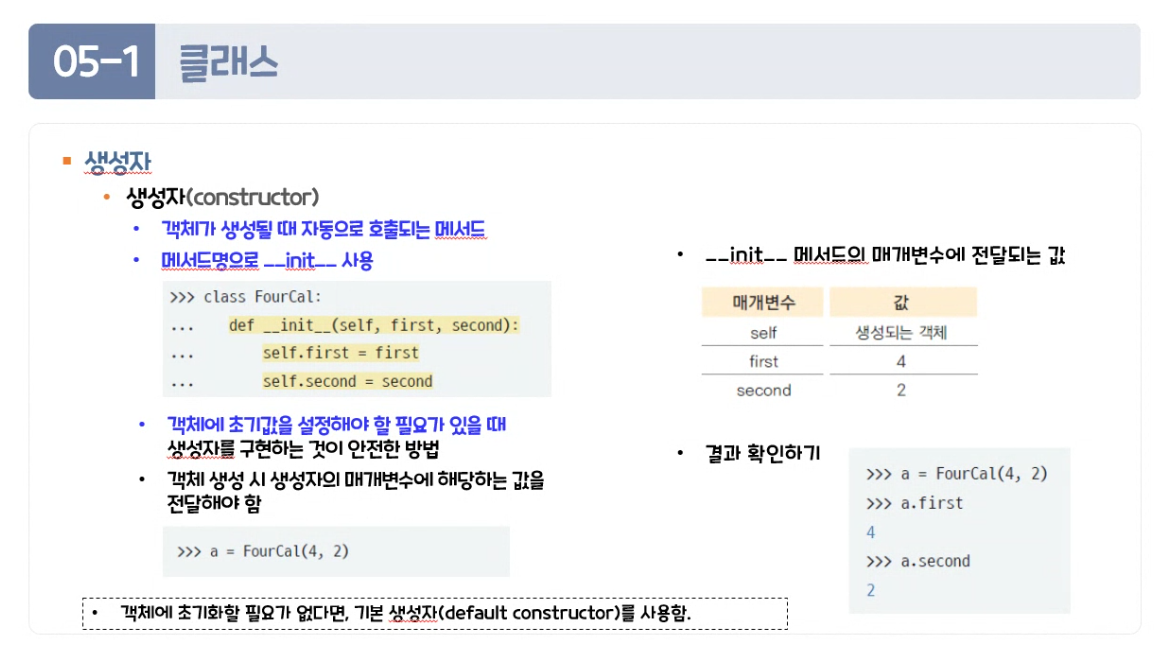 05-1 클래스
생성자
생성자(constructor)
객체가 생성될 때 자동으로 호출되는 메서드
메서드명으로 __init__ 사용
>>> class FourCal:
...     def __init__(self, first, second):
...         self.first = first
...         self.second = second
객체에 초기값을 설정해야 할 필요가 있을 때
생성자를 구현하는 것이 안전한 방법
객체 생성 시 생성자의 매개변수에 해당하는 값을
전달해야 함
>>> a = FourCal(4, 2)
객체에 초기화할 필요가 없다면, 기본 생성자(default constructor)를 사용함.
__init__ 메서드의 매개변수에 전달되는 값
매개변수 값
self 생성되는 객체
first 4
second 2
결과 확인하기
>>> a = FourCal(4, 2)
>>> a.first
4
>>> a.second
2